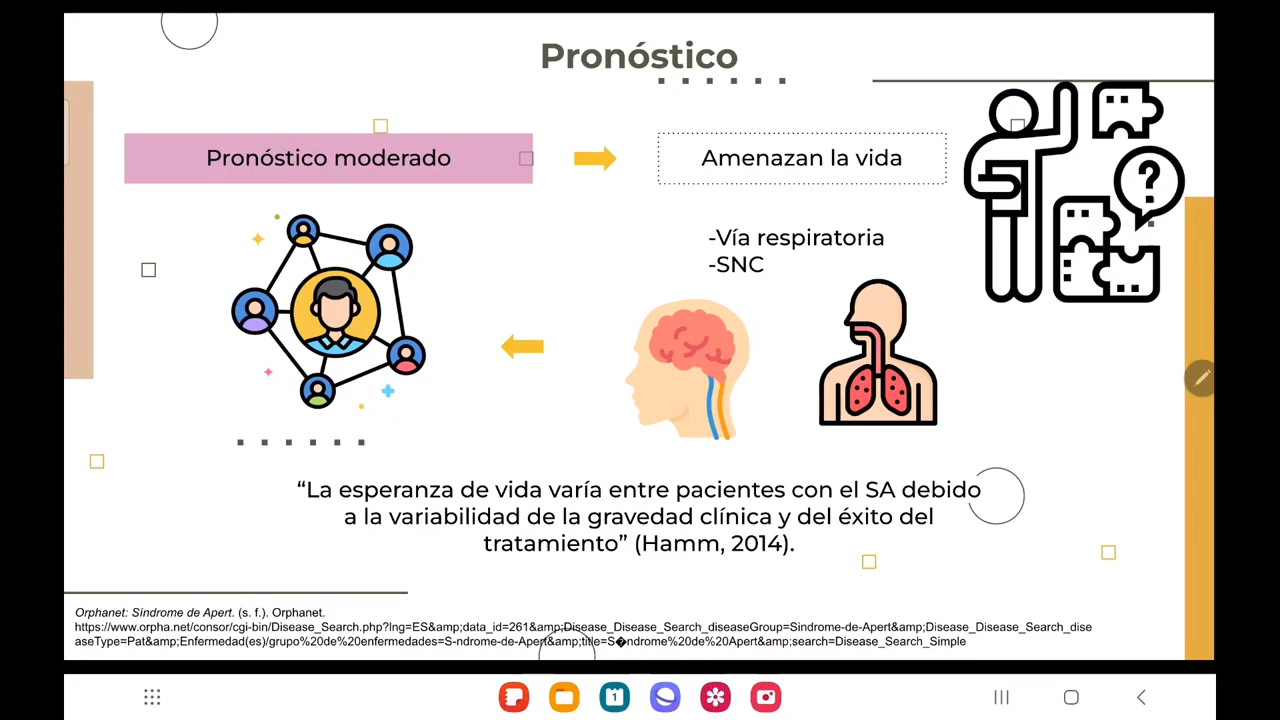 Pronóstico
Pronóstico moderado
Amenazan la vida
?
-Vía respiratoria
-SNC
“La esperanza de vida varía entre pacientes con el SA debido
a la variabilidad de la gravedad clínica y del éxito del
tratamiento” (Hamm, 2014).
Orphanet: Síndrome de Apert. (s. f.). Orphanet.
https://www.orpha.net/consor/cgi-bin/Disease_Search.php?lng=ES&amp;data_id=261&amp;Disease_Disease_Search_diseaseGroup=Sindrome-de-Apert&amp;Disease_Disease_Search_dise
aseType=Pat&amp;Enfermedad(es)/grupo%20de%20enfermedades=S-ndrome-de-Apert&amp;title=S�ndrome%20de%20Apert&amp;search=Disease_Search_Simple
1